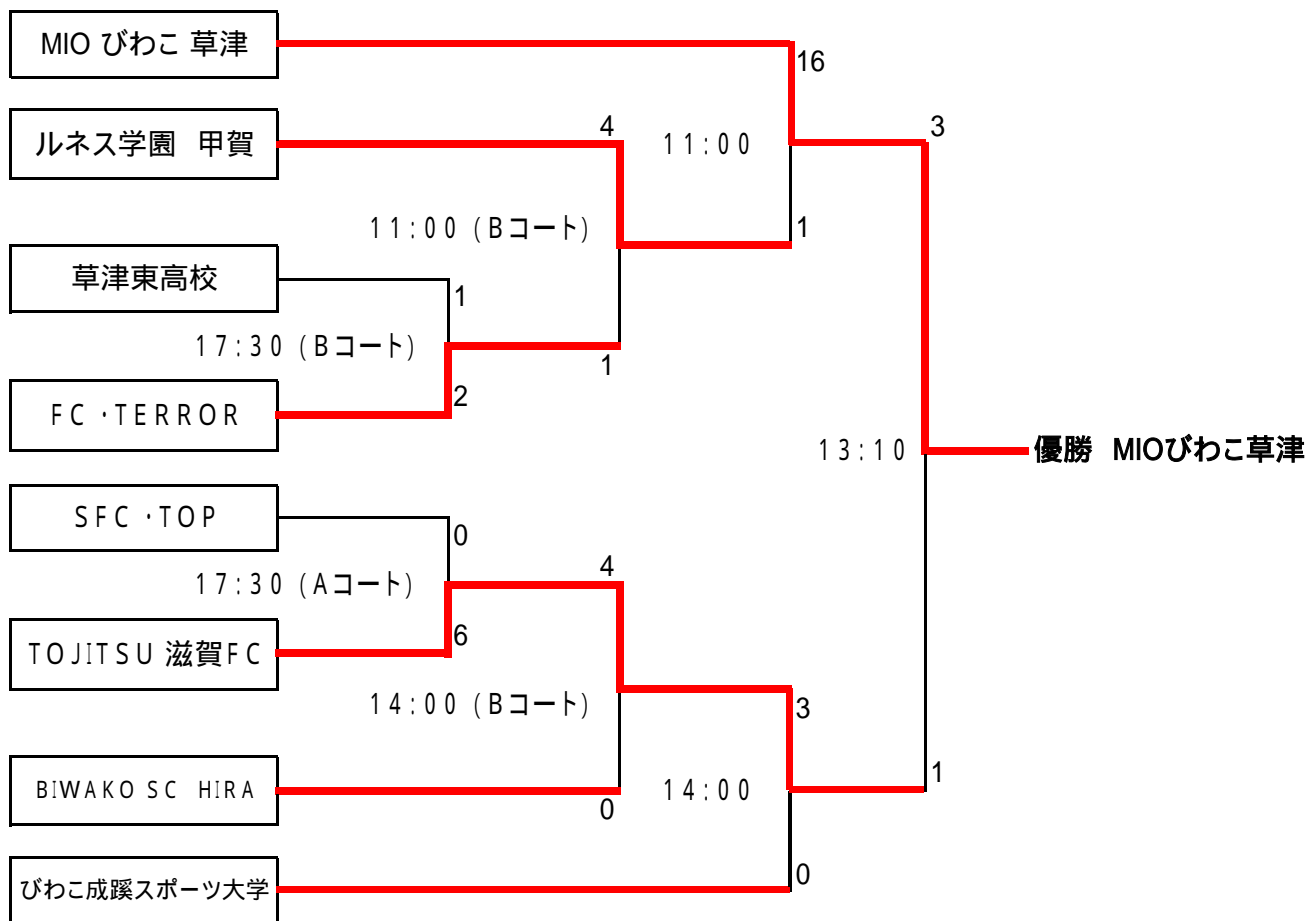 MIO びわこ 草津
16
ルネス学園 甲賀
4
11:00
3
11:00 (Bコート)
1
草津東高校
1
17:30 (Bコート)
1
FC・TERROR
2
13:10
優勝 MIOびわこ草津
SFC・TOP
0
17:30 (Aコート)
4
TOJITSU 滋賀FC
6
14:00 (Bコート)
3
BIWAKO SC HIRA
0
14:00
1
びわこ成蹊スポーツ大学
0